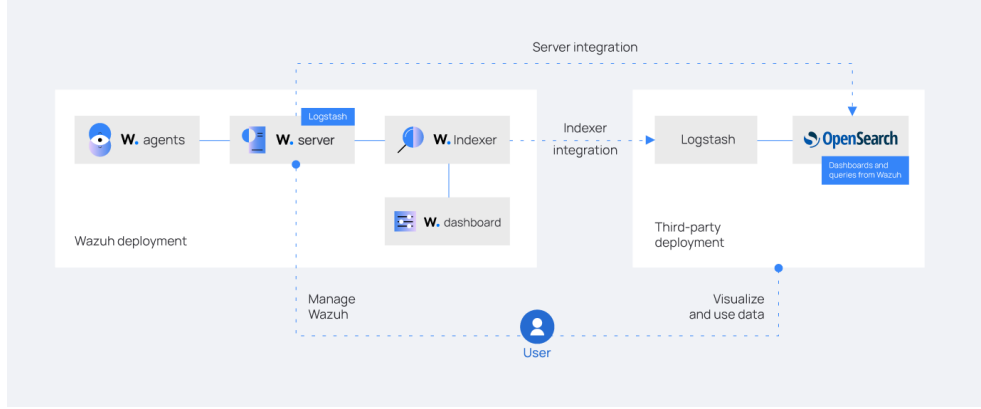 Server integration
Logstash
W. agents
W. server
W. Indexer
Indexer
integration
Logstash
OpenSearch
Dashboards and
queries from Wazuh
W. dashboard
Wazuh deployment
Third-party
deployment
Manage
Wazuh
Visualize
and use data
User